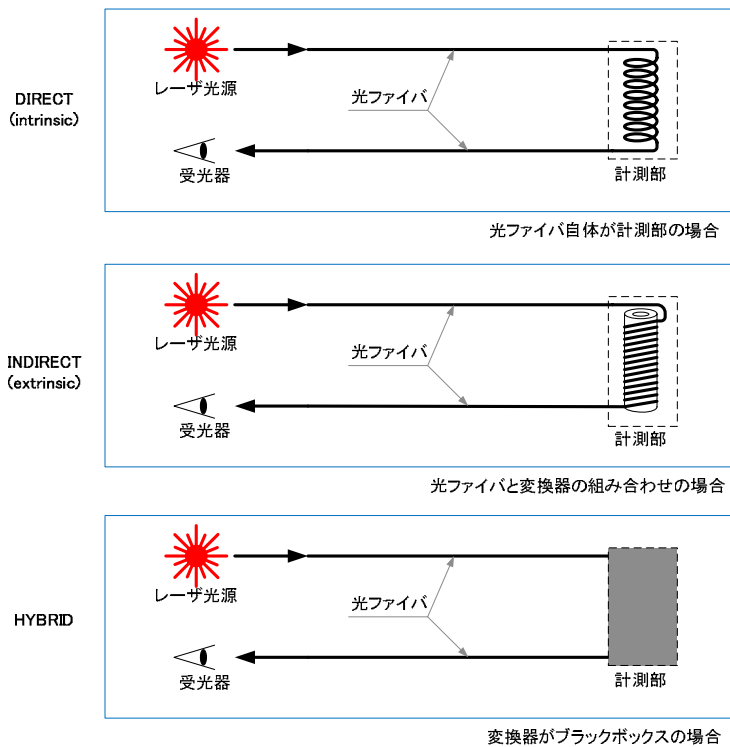 DIRECT
(intrinsic)
レーザ光源
光ファイバ
受光器
計測部
光ファイバ自体が計測部の場合
INDIRECT
(extrinsic)
レーザ光源
光ファイバ
受光器
計測部
光ファイバと変換器の組み合わせの場合
HYBRID
レーザ光源
光ファイバ
受光器
計測部
変換器がブラックボックスの場合